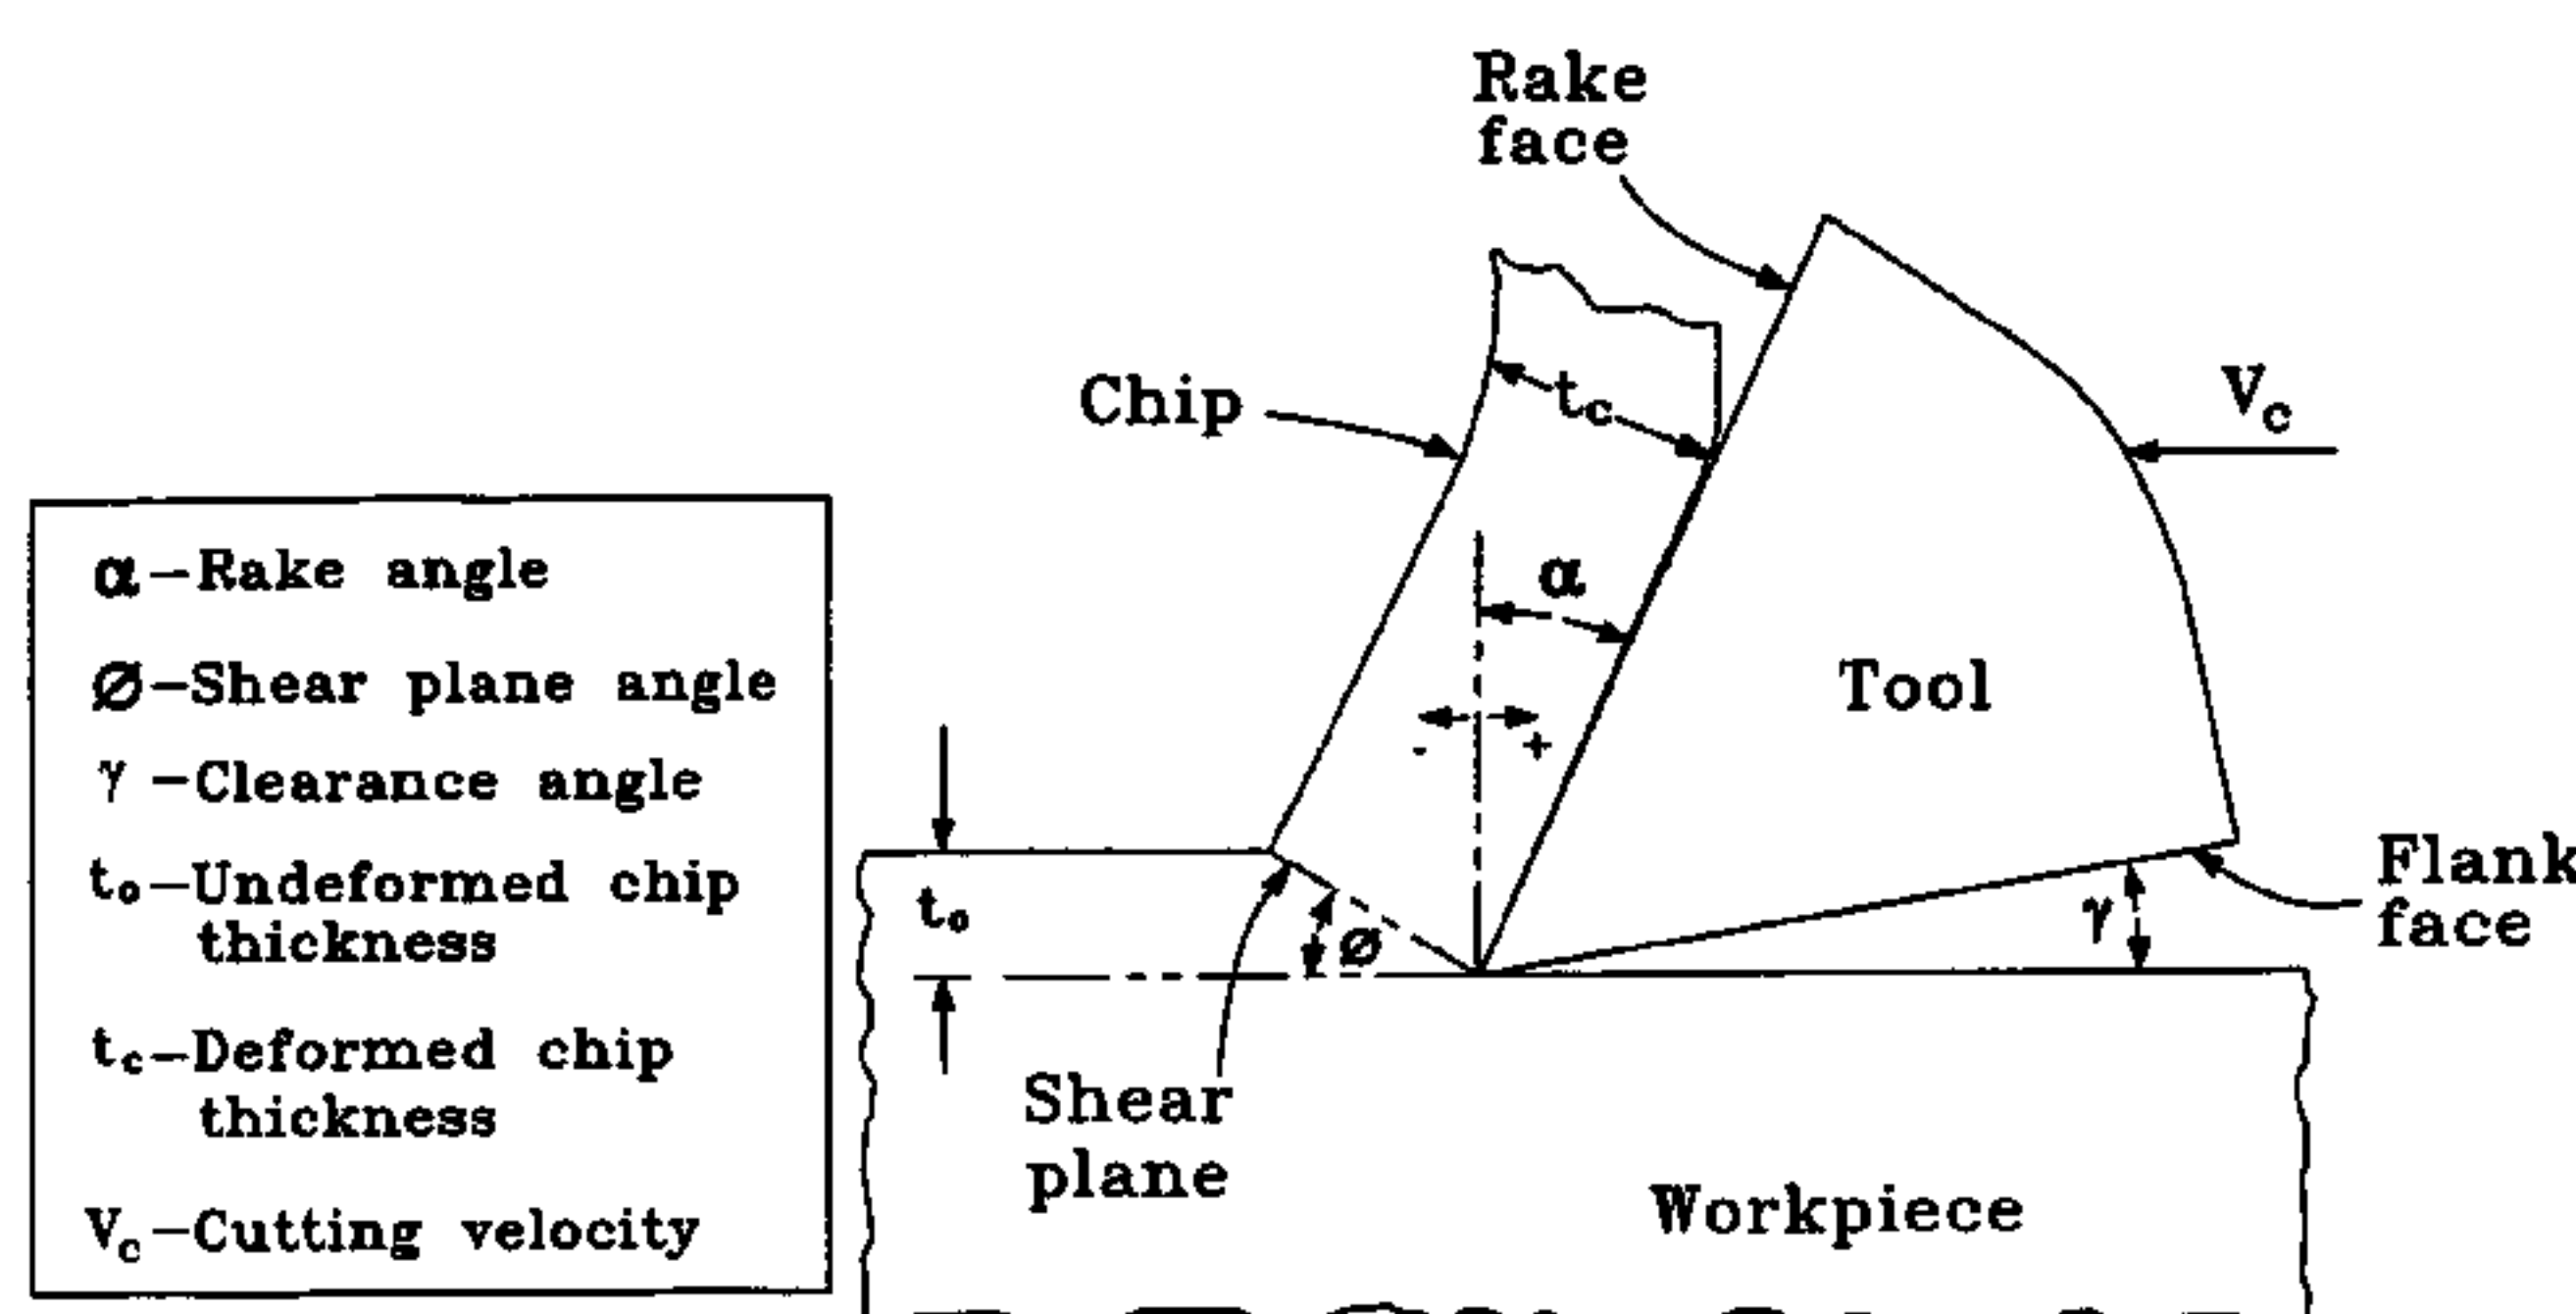 Rake
face
Chip
tc
Vc
α
- +
Tool
α-Rake angle
Ø-Shear plane angle
γ-Clearance angle
to-Undeformed chip
thickness
tc-Deformed chip
thickness
Vc-Cutting velocity
to
Ø
γ
Flank
face
Shear
plane
Workpiece